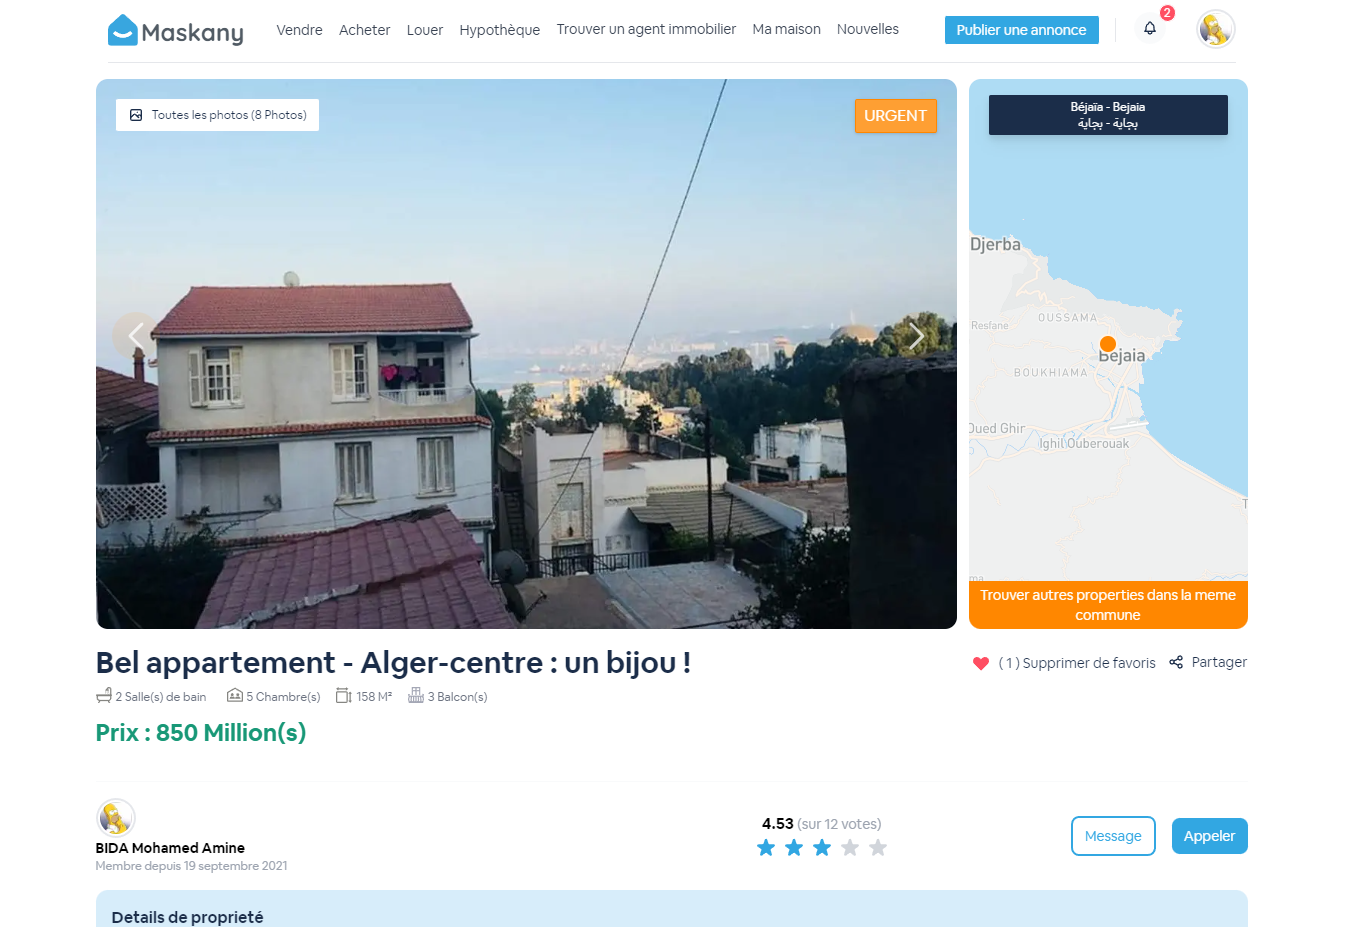 Maskany
Vendre
Acheter
Louer
Hypothèque
Trouver un agent immobilier
Ma maison
Nouvelles
Publier une annonce
2
Toutes les photos (8 Photos)
URGENT
Béjaïa - Bejaia
بجاية - بجاية
Djerba
OUSSAMA
Resfane
Bejaia
BOUKHIAMA
Oued Ghir
Ighil Ouberouak
Trouver autres properties dans la meme
commune
Bel appartement - Alger-centre : un bijou !
( 1 ) Supprimer de favoris
Partager
2 Salle(s) de bain
5 Chambre(s)
158 M²
3 Balcon(s)
Prix : 850 Million(s)
BIDA Mohamed Amine
Membre depuis 19 septembre 2021
4.53 (sur 12 votes)
Message
Appeler
Details de proprieté